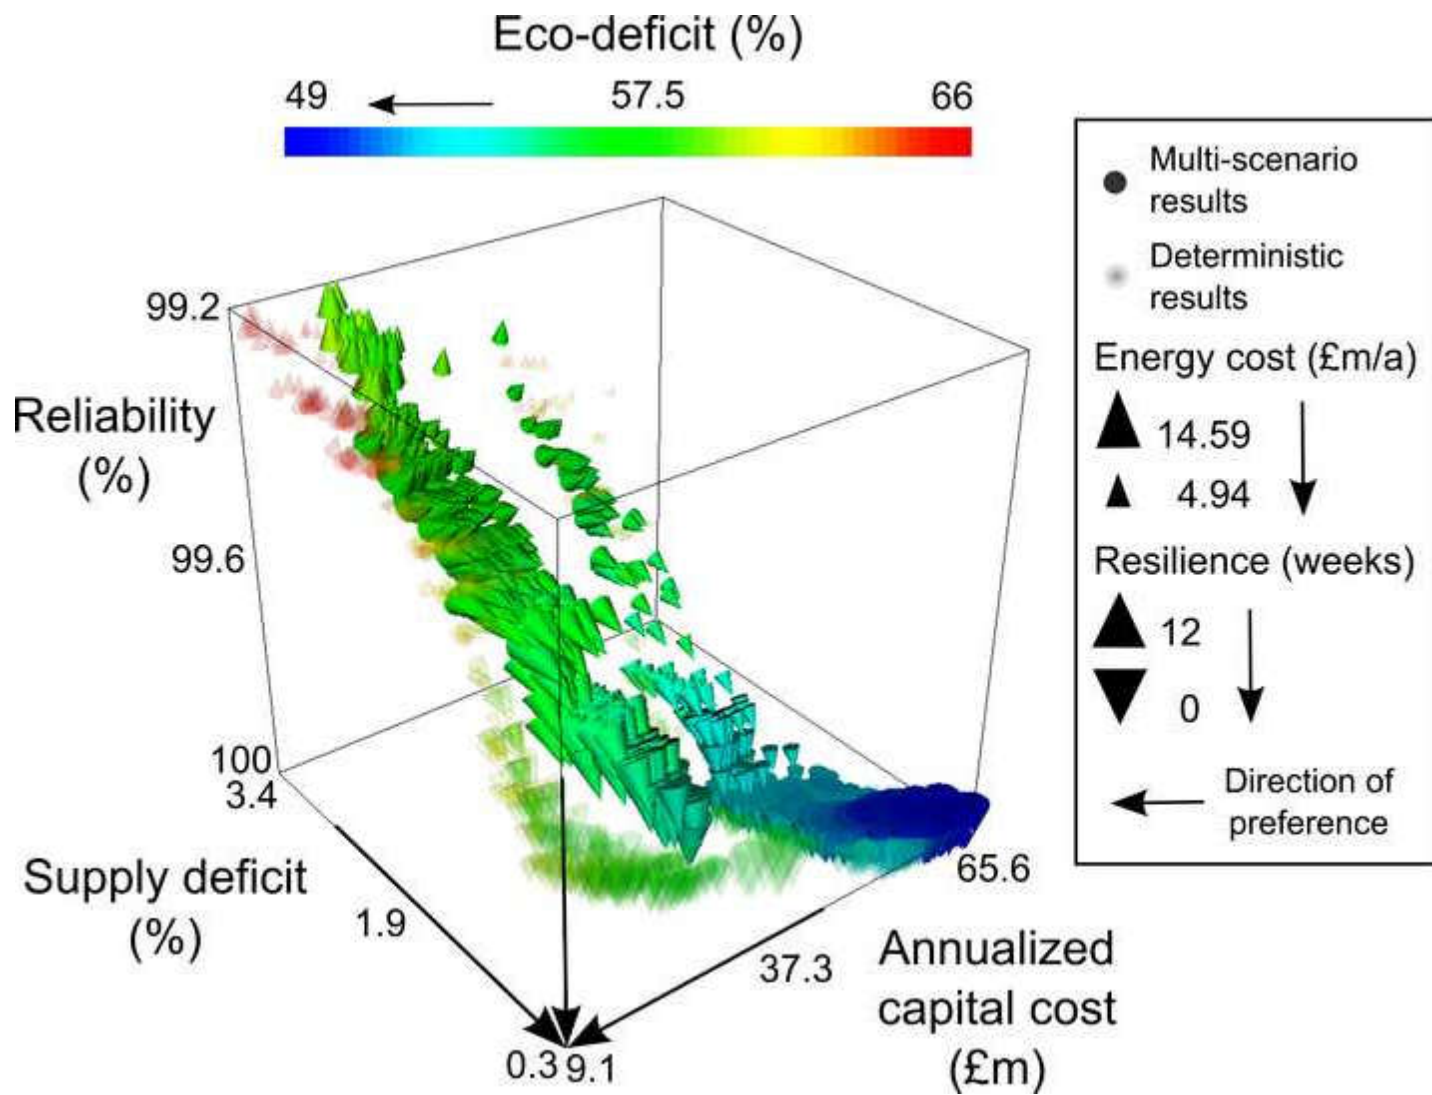 Eco-deficit (%)
49 57.5 66
Multi-scenario
results
Deterministic
results
Energy cost (£m/a)
14.59
4.94
Resilience (weeks)
12
0
Direction of
preference
99.2
Reliability
(%)
99.6
100
3.4
Supply deficit
(%)
1.9
0.3 9.1
37.3
65.6
Annualized
capital cost
(£m)